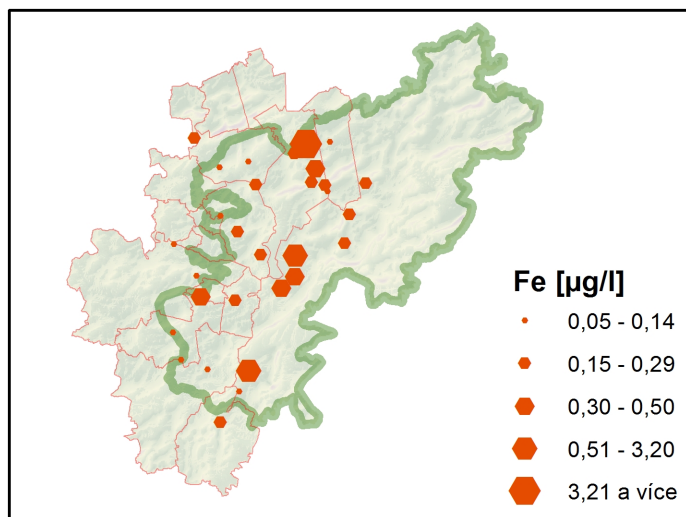 Fe [µg/l]
0,05 - 0,14
0,15 - 0,29
0,30 - 0,50
0,51 - 3,20
3,21 a více